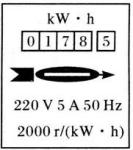 kW · h
0 1 7 8 5
220 V 5 A 50 Hz
2000 r/(kW · h)